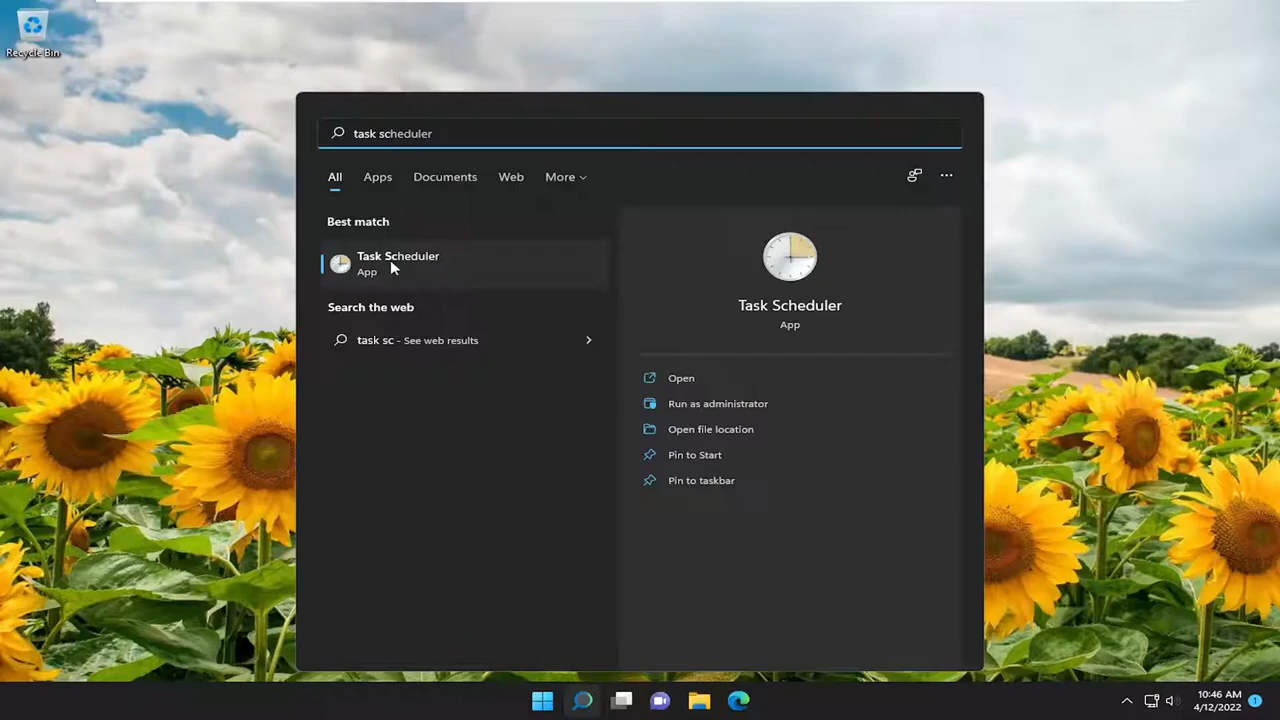 Recycle Bin
task scheduler
All
Apps
Documents
Web
More
Best match
Task Scheduler
App
Search the web
task sc - See web results
Task Scheduler
App
Open
Run as administrator
Open file location
Pin to Start
Pin to taskbar
10:46 AM
4/12/2022
1